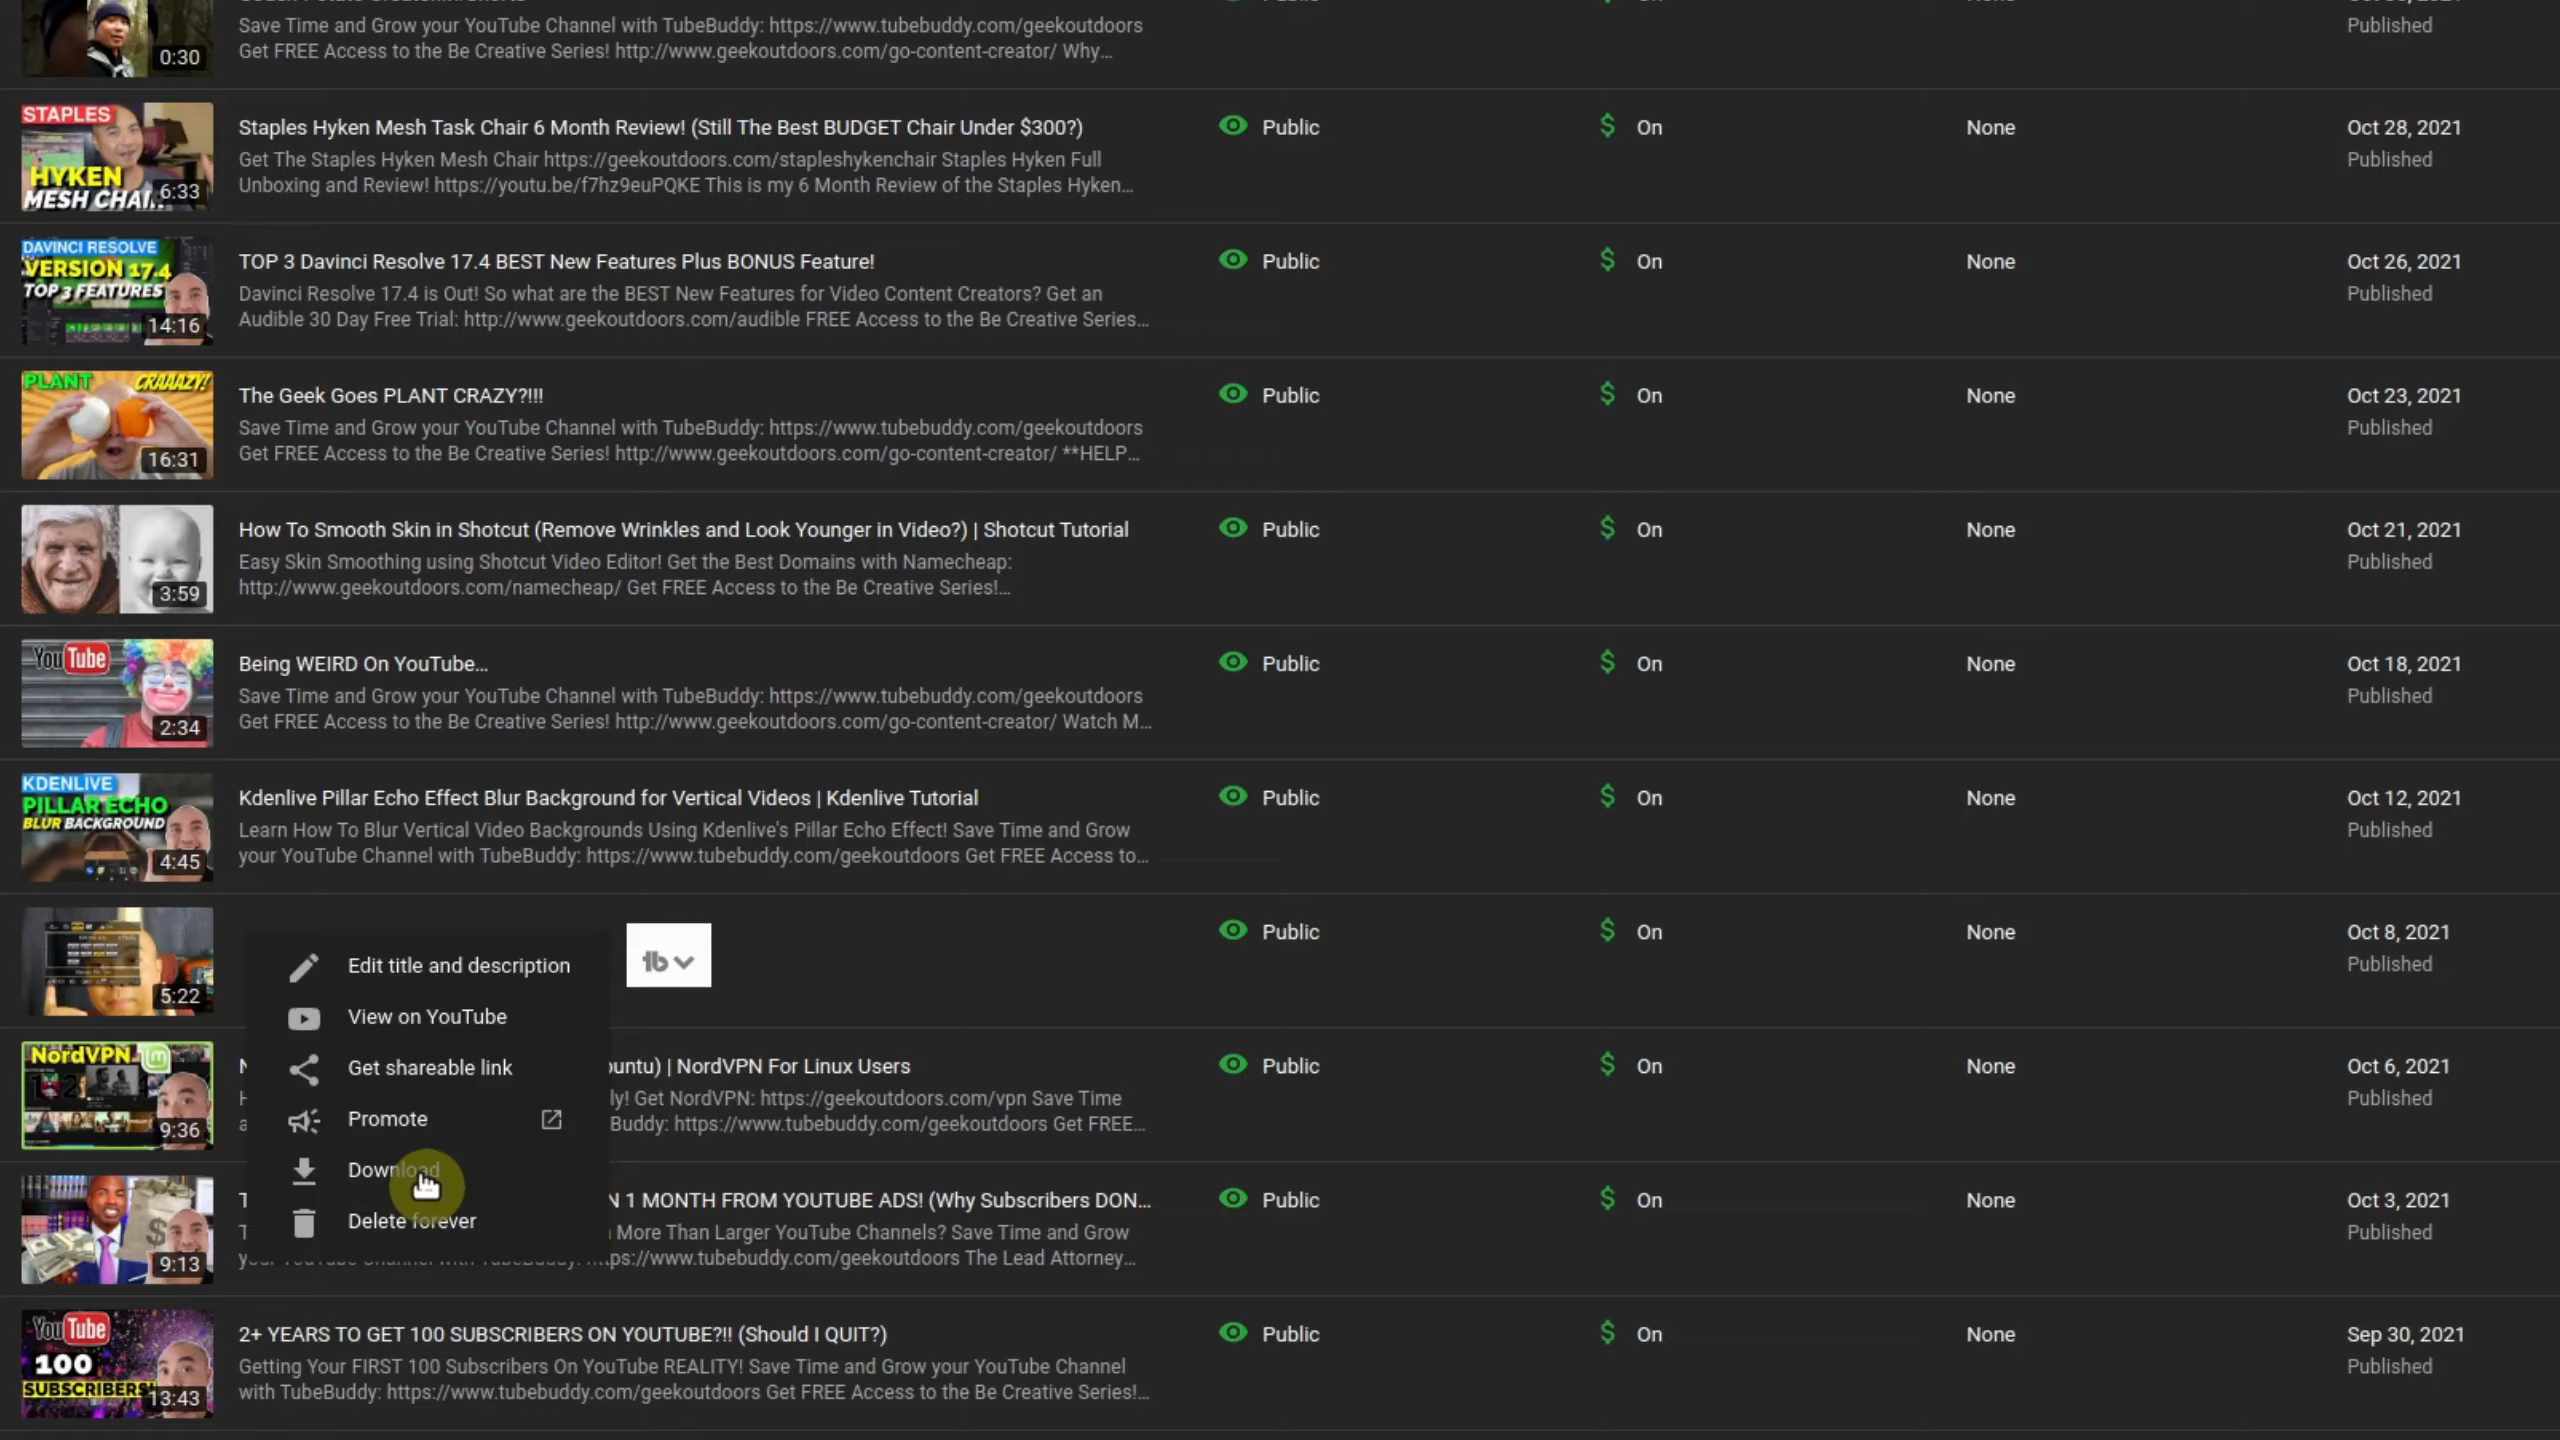 Save Time and Grow your YouTube Channel with TubeBuddy: https://www.tubebuddy.com/geekoutdoors
Get FREE Access to the Be Creative Series! http://www.geekoutdoors.com/go-content-creator/ Why...
0:30
Published
STAPLES
HYKEN
MESH CHAI
6:33
Staples Hyken Mesh Task Chair 6 Month Review! (Still The Best BUDGET Chair Under $300?)
Get The Staples Hyken Mesh Chair https://geekoutdoors.com/stapleshykenchair Staples Hyken Full
Unboxing and Review! https://youtu.be/f7hz9euPQKE This is my 6 Month Review of the Staples Hyken...
Public
$ On
None
Oct 28, 2021
Published
DAVINCI RESOLVE
VERSION 17.4
TOP 3 FEATURES
14:16
TOP 3 Davinci Resolve 17.4 BEST New Features Plus BONUS Feature!
Davinci Resolve 17.4 is Out! So what are the BEST New Features for Video Content Creators? Get an
Audible 30 Day Free Trial: http://www.geekoutdoors.com/audible FREE Access to the Be Creative Series...
Public
$ On
None
Oct 26, 2021
Published
PLANT CRAAAZY!
16:31
The Geek Goes PLANT CRAZY?!!!
Save Time and Grow your YouTube Channel with TubeBuddy: https://www.tubebuddy.com/geekoutdoors
Get FREE Access to the Be Creative Series! http://www.geekoutdoors.com/go-content-creator/ **HELP...
Public
$ On
None
Oct 23, 2021
Published
3:59
How To Smooth Skin in Shotcut (Remove Wrinkles and Look Younger in Video?) | Shotcut Tutorial
Easy Skin Smoothing using Shotcut Video Editor! Get the Best Domains with Namecheap:
http://www.geekoutdoors.com/namecheap/ Get FREE Access to the Be Creative Series!...
Public
$ On
None
Oct 21, 2021
Published
YouTube
2:34
Being WEIRD On YouTube...
Save Time and Grow your YouTube Channel with TubeBuddy: https://www.tubebuddy.com/geekoutdoors
Get FREE Access to the Be Creative Series! http://www.geekoutdoors.com/go-content-creator/ Watch M...
Public
$ On
None
Oct 18, 2021
Published
KDENLIVE
PILLAR ECHO
BLUR BACKGROUND
4:45
Kdenlive Pillar Echo Effect Blur Background for Vertical Videos | Kdenlive Tutorial
Learn How To Blur Vertical Video Backgrounds Using Kdenlive's Pillar Echo Effect! Save Time and Grow
your YouTube Channel with TubeBuddy: https://www.tubebuddy.com/geekoutdoors Get FREE Access to...
Public
$ On
None
Oct 12, 2021
Published
5:22
Edit title and description
View on YouTube
Get shareable link
Promote
Download
Delete forever
tb
Public
$ On
None
Oct 8, 2021
Published
NordVPN
9:36
untu) | NordVPN For Linux Users
ly! Get NordVPN: https://geekoutdoors.com/vpn Save Time
Buddy: https://www.tubebuddy.com/geekoutdoors Get FREE...
Public
$ On
None
Oct 6, 2021
Published
9:13
N 1 MONTH FROM YOUTUBE ADS! (Why Subscribers DON...
More Than Larger YouTube Channels? Save Time and Grow
ps://www.tubebuddy.com/geekoutdoors The Lead Attorney...
Public
$ On
None
Oct 3, 2021
Published
YouTube
100
SUBSCRIBERS
13:43
2+ YEARS TO GET 100 SUBSCRIBERS ON YOUTUBE?!! (Should I QUIT?)
Getting Your FIRST 100 Subscribers On YouTube REALITY! Save Time and Grow your YouTube Channel
with TubeBuddy: https://www.tubebuddy.com/geekoutdoors Get FREE Access to the Be Creative Series!...
Public
$ On
None
Sep 30, 2021
Published